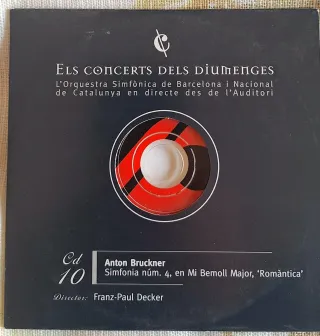 Els concerts dels diumenges
L'Orquestra Simfònica de Barcelona i Nacional
de Catalunya en directe des de l'Auditori
Cd
10
Anton Bruckner
Simfonia núm. 4, en Mi Bemoll Major, 'Romàntica'
Director: Franz-Paul Decker